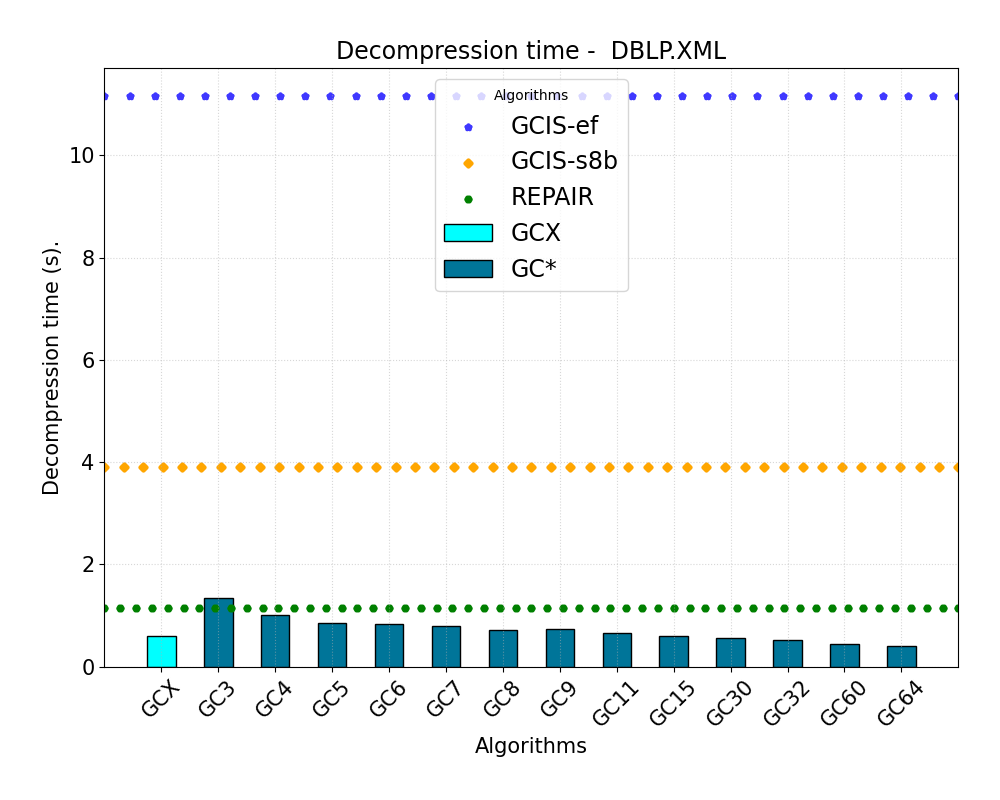 Decompression time -  DBLP.XML
Algorithms
GCIS-ef
GCIS-s8b
REPAIR
GCX
GC*
Decompression time (s).
10
8
6
4
2
0
GCX GC3 GC4 GC5 GC6 GC7 GC8 GC9 GC11 GC15 GC30 GC32 GC60 GC64
Algorithms